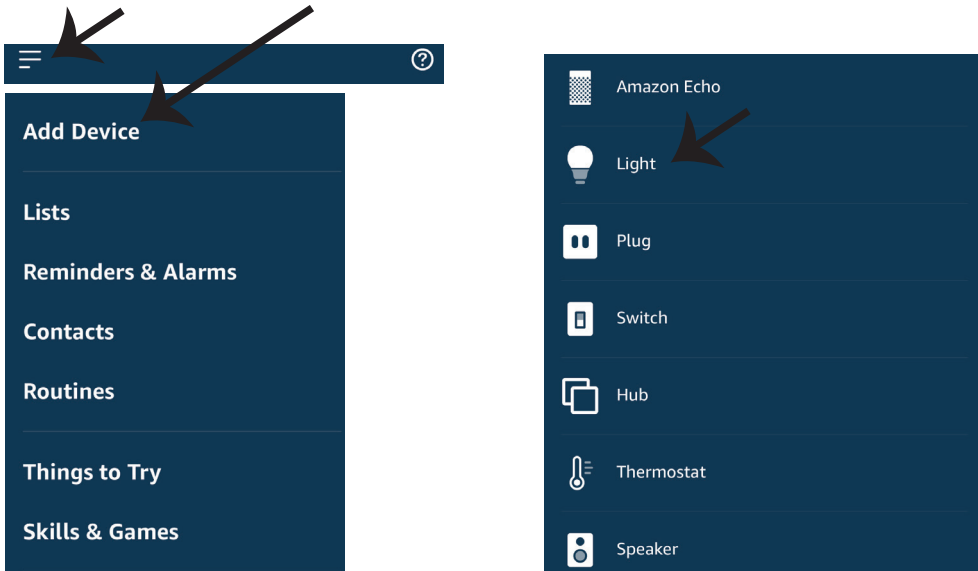 ?
Add Device
Lists
Reminders & Alarms
Contacts
Routines
Things to Try
Skills & Games
Amazon Echo
Light
Plug
Switch
Hub
Thermostat
Speaker